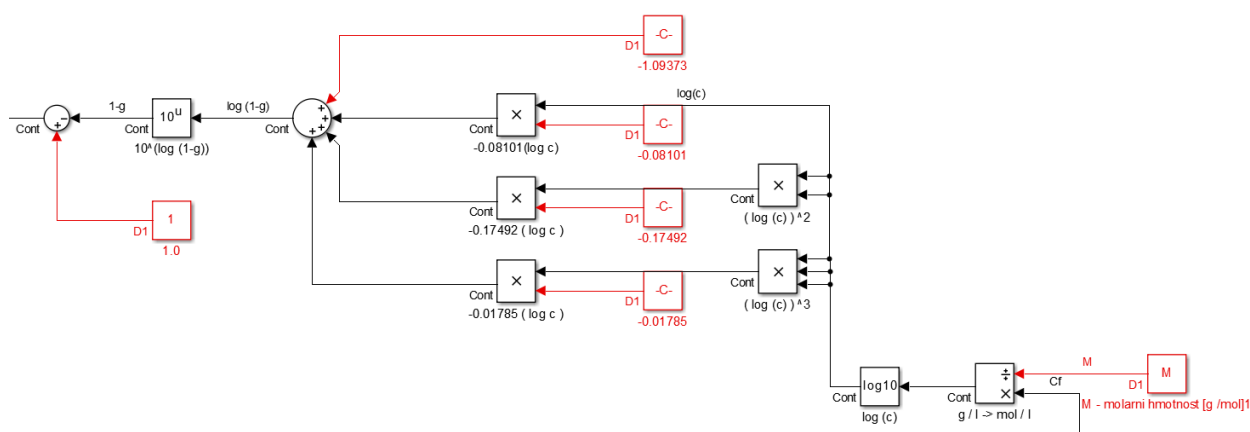 -C-
D1
-1.09373
log(c)
1-g
log (1-g)
10^u
Cont
Cont
Cont
10^(log (1-g))
×
Cont
-0.08101(log c)
-C-
D1
-0.08101
1
D1
1.0
×
Cont
-0.17492 ( log c )
-C-
D1
-0.17492
×
Cont
( log (c) ) ^2
×
Cont
-0.01785 ( log c )
-C-
D1
-0.01785
×
Cont
( log (c) ) ^3
log10
Cont
log (c)
÷
×
Cont
g / l -> mol / l
M
Cf
M
D1
M - molarni hmotnost [g /mol]1